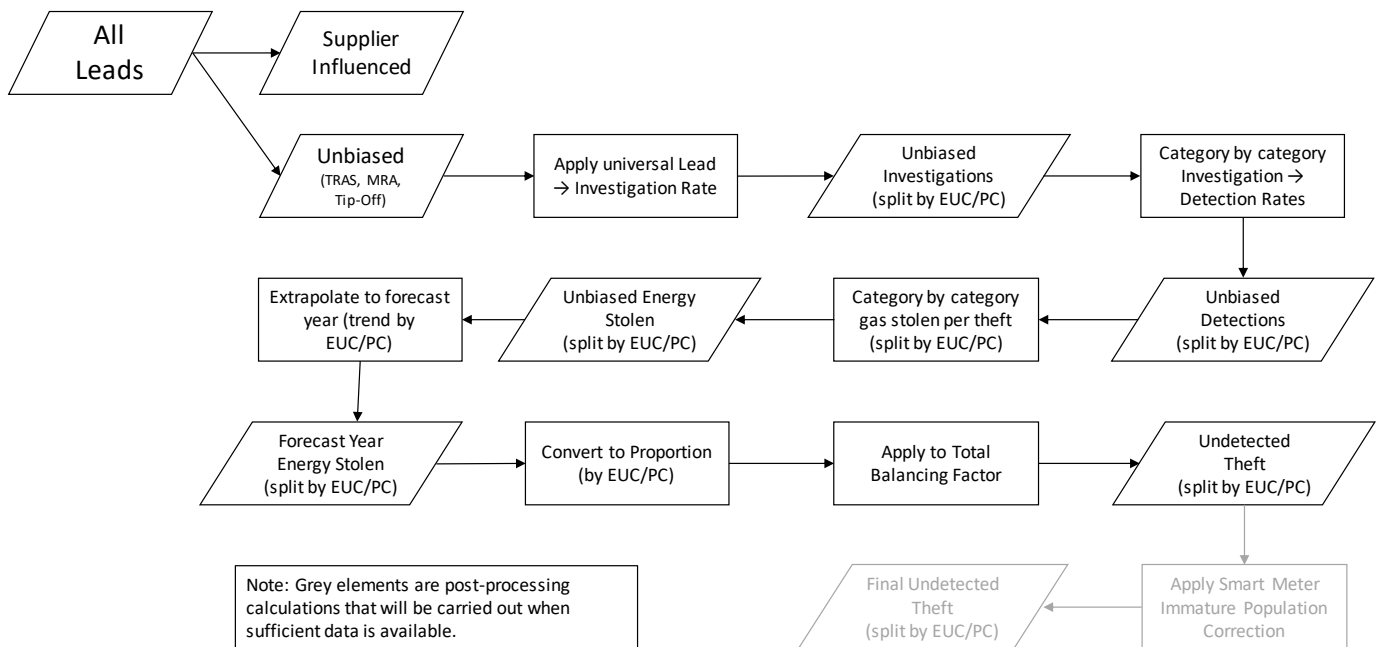 All
Leads
Supplier
Influenced
Unbiased
(TRAS, MRA,
Tip-Off)
Apply universal Lead
→ Investigation Rate
Unbiased
Investigations
(split by EUC/PC)
Category by category
Investigation →
Detection Rates
Extrapolate to forecast
year (trend by
EUC/PC)
Unbiased Energy
Stolen
(split by EUC/PC)
Category by category
gas stolen per theft
(split by EUC/PC)
Unbiased
Detections
(split by EUC/PC)
Forecast Year
Energy Stolen
(split by EUC/PC)
Convert to Proportion
(by EUC/PC)
Apply to Total
Balancing Factor
Undetected
Theft
(split by EUC/PC)
Note: Grey elements are post-processing
calculations that will be carried out when
sufficient data is available.
Final Undetected
Theft
(split by EUC/PC)
Apply Smart Meter
Immature Population
Correction